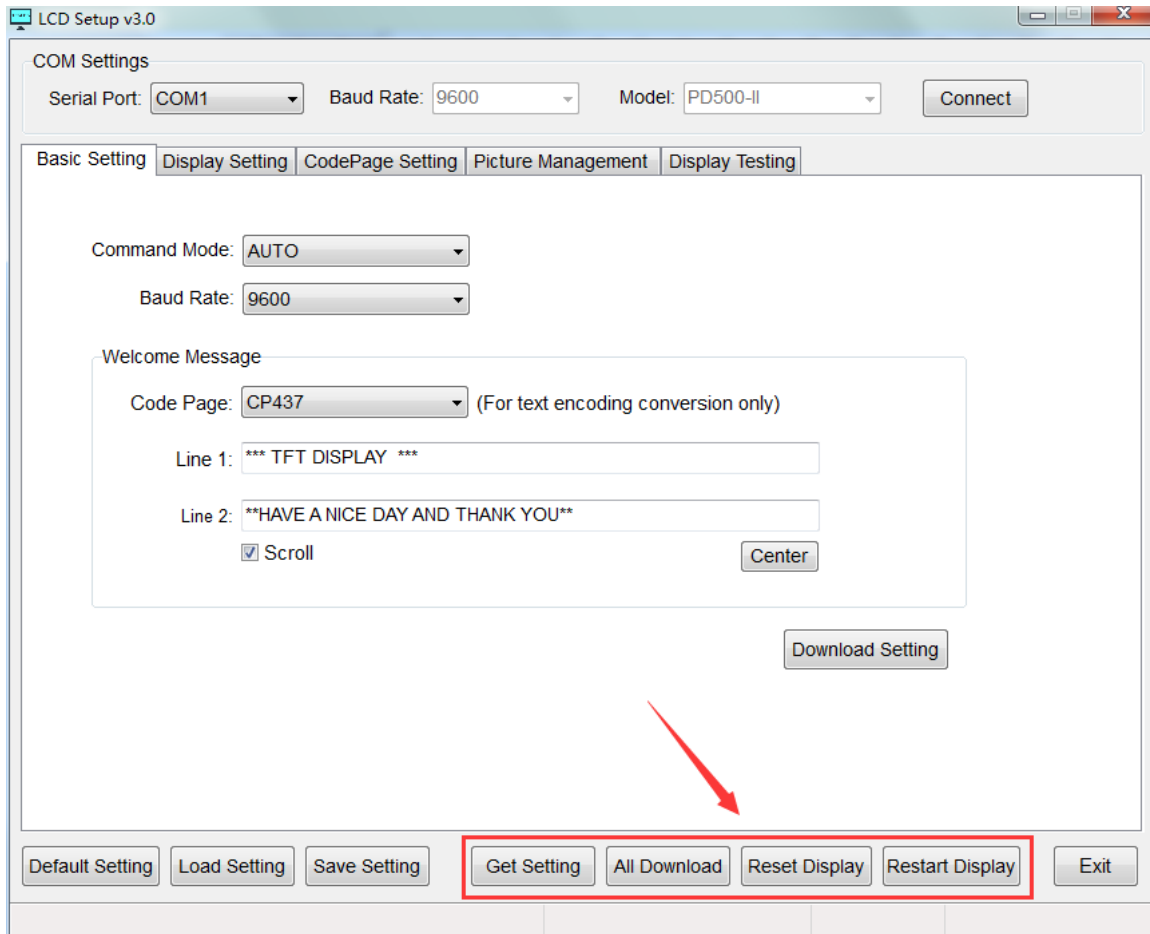 LCD Setup v3.0
COM Settings
Serial Port: COM1 Baud Rate: 9600 Model: PD500-II Connect
Basic Setting Display Setting CodePage Setting Picture Management Display Testing
Command Mode: AUTO
Baud Rate: 9600
Welcome Message
Code Page: CP437 (For text encoding conversion only)
Line 1: *** TFT DISPLAY  ***
Line 2: **HAVE A NICE DAY AND THANK YOU**
Scroll Center
Download Setting
Default Setting Load Setting Save Setting Get Setting All Download Reset Display Restart Display Exit